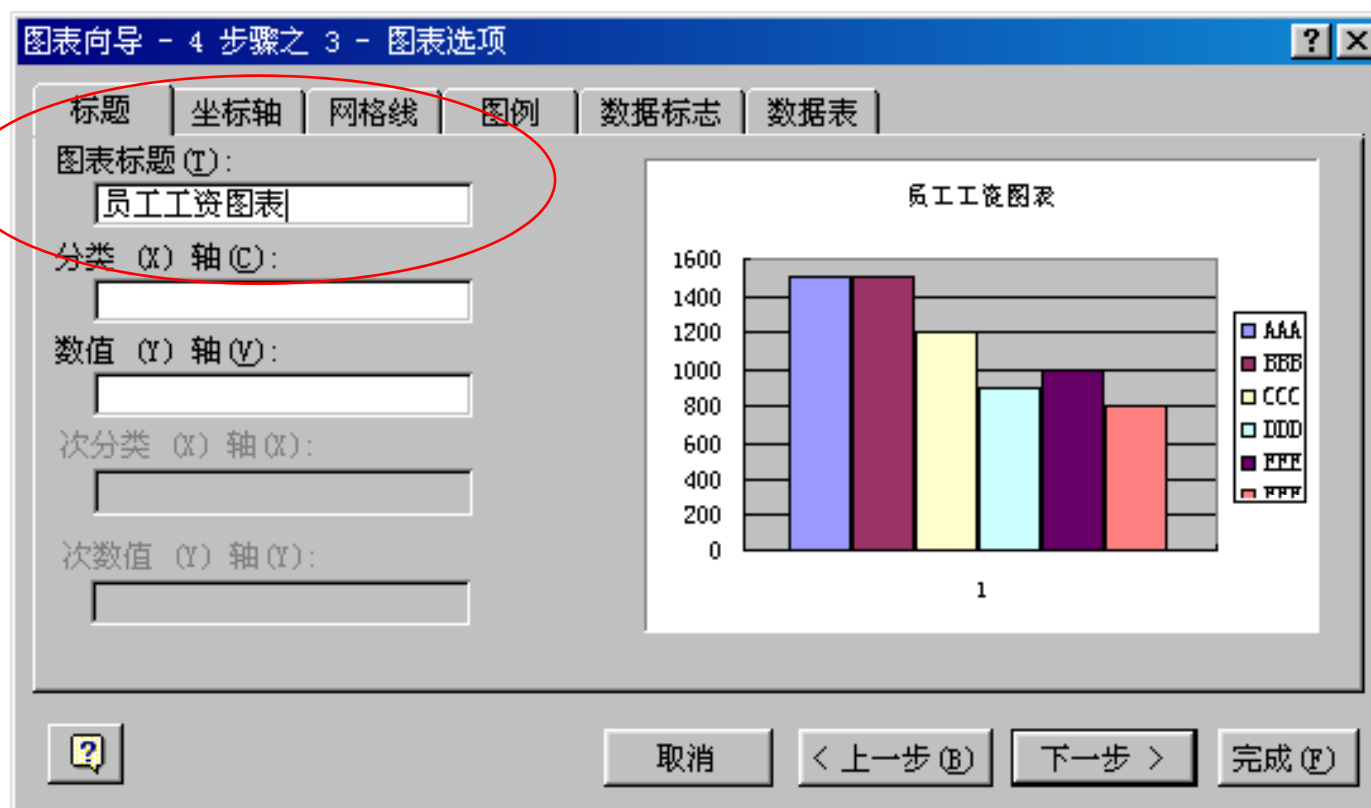 图表向导 - 4 步骤之 3 - 图表选项
标题 坐标轴 网格线 图例 数据标志 数据表
图表标题(T):
员工工资图表
分类 (X) 轴(C):
数值 (Y) 轴(V):
次分类 (X) 轴(X):
次数值 (Y) 轴(Y):
员工工资图表
1600
1400
1200
1000
800
600
400
200
0
1
AAA
BBB
CCC
DDD
取消 < 上一步(B) 下一步 > 完成(F)